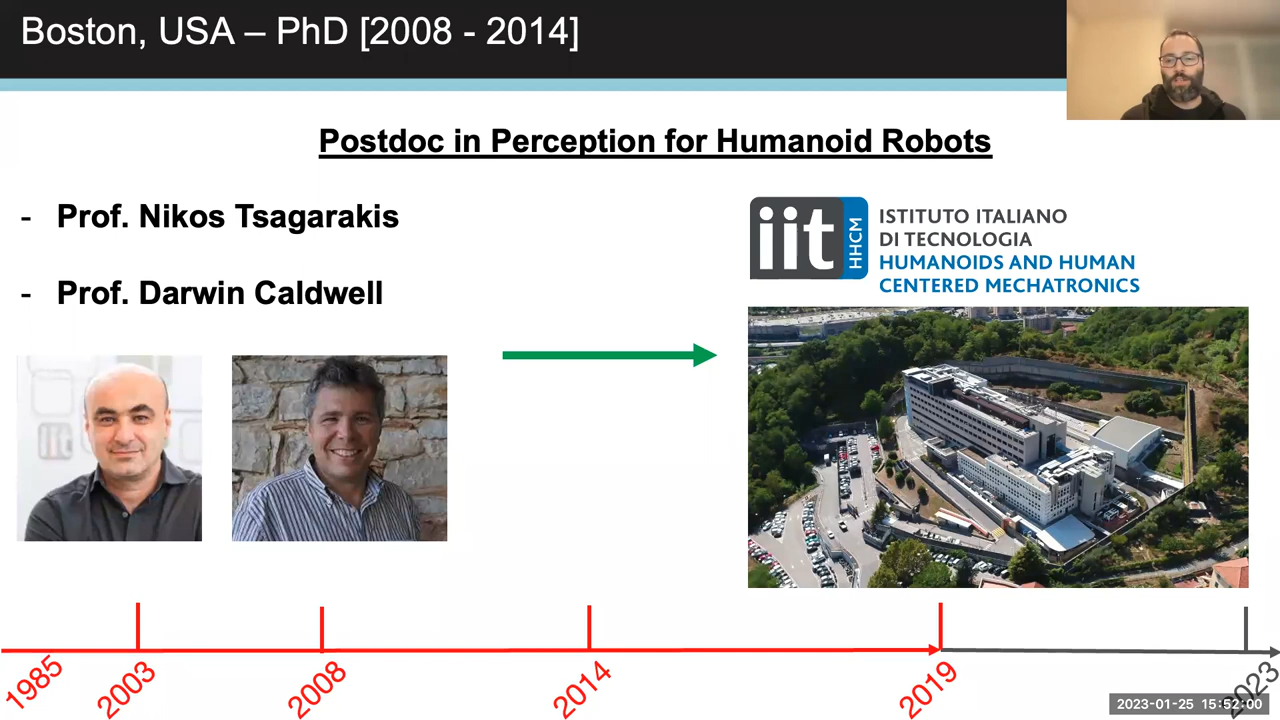 Boston, USA – PhD [2008 - 2014]
Postdoc in Perception for Humanoid Robots
- Prof. Nikos Tsagarakis
- Prof. Darwin Caldwell
iit
HHCM
ISTITUTO ITALIANO
DI TECNOLOGIA
HUMANOIDS AND HUMAN
CENTERED MECHATRONICS
iit
1985
2003
2008
2014
2019
2023
2023-01-25 15:52:00